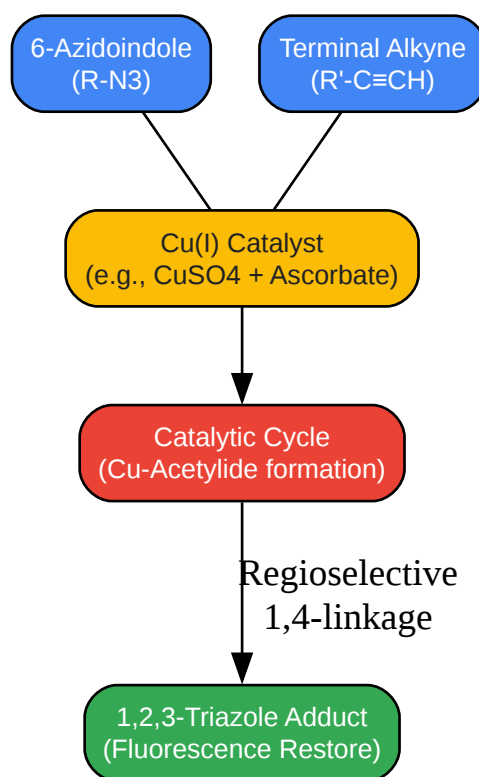 6-Azidoindole
(R-N3)
Terminal Alkyne
(R'-C≡CH)
Cu(I) Catalyst
(e.g., CuSO4 + Ascorbate)
Catalytic Cycle
(Cu-Acetylide formation)
Regioselective
1,4-linkage
1,2,3-Triazole Adduct
(Fluorescence Restore)